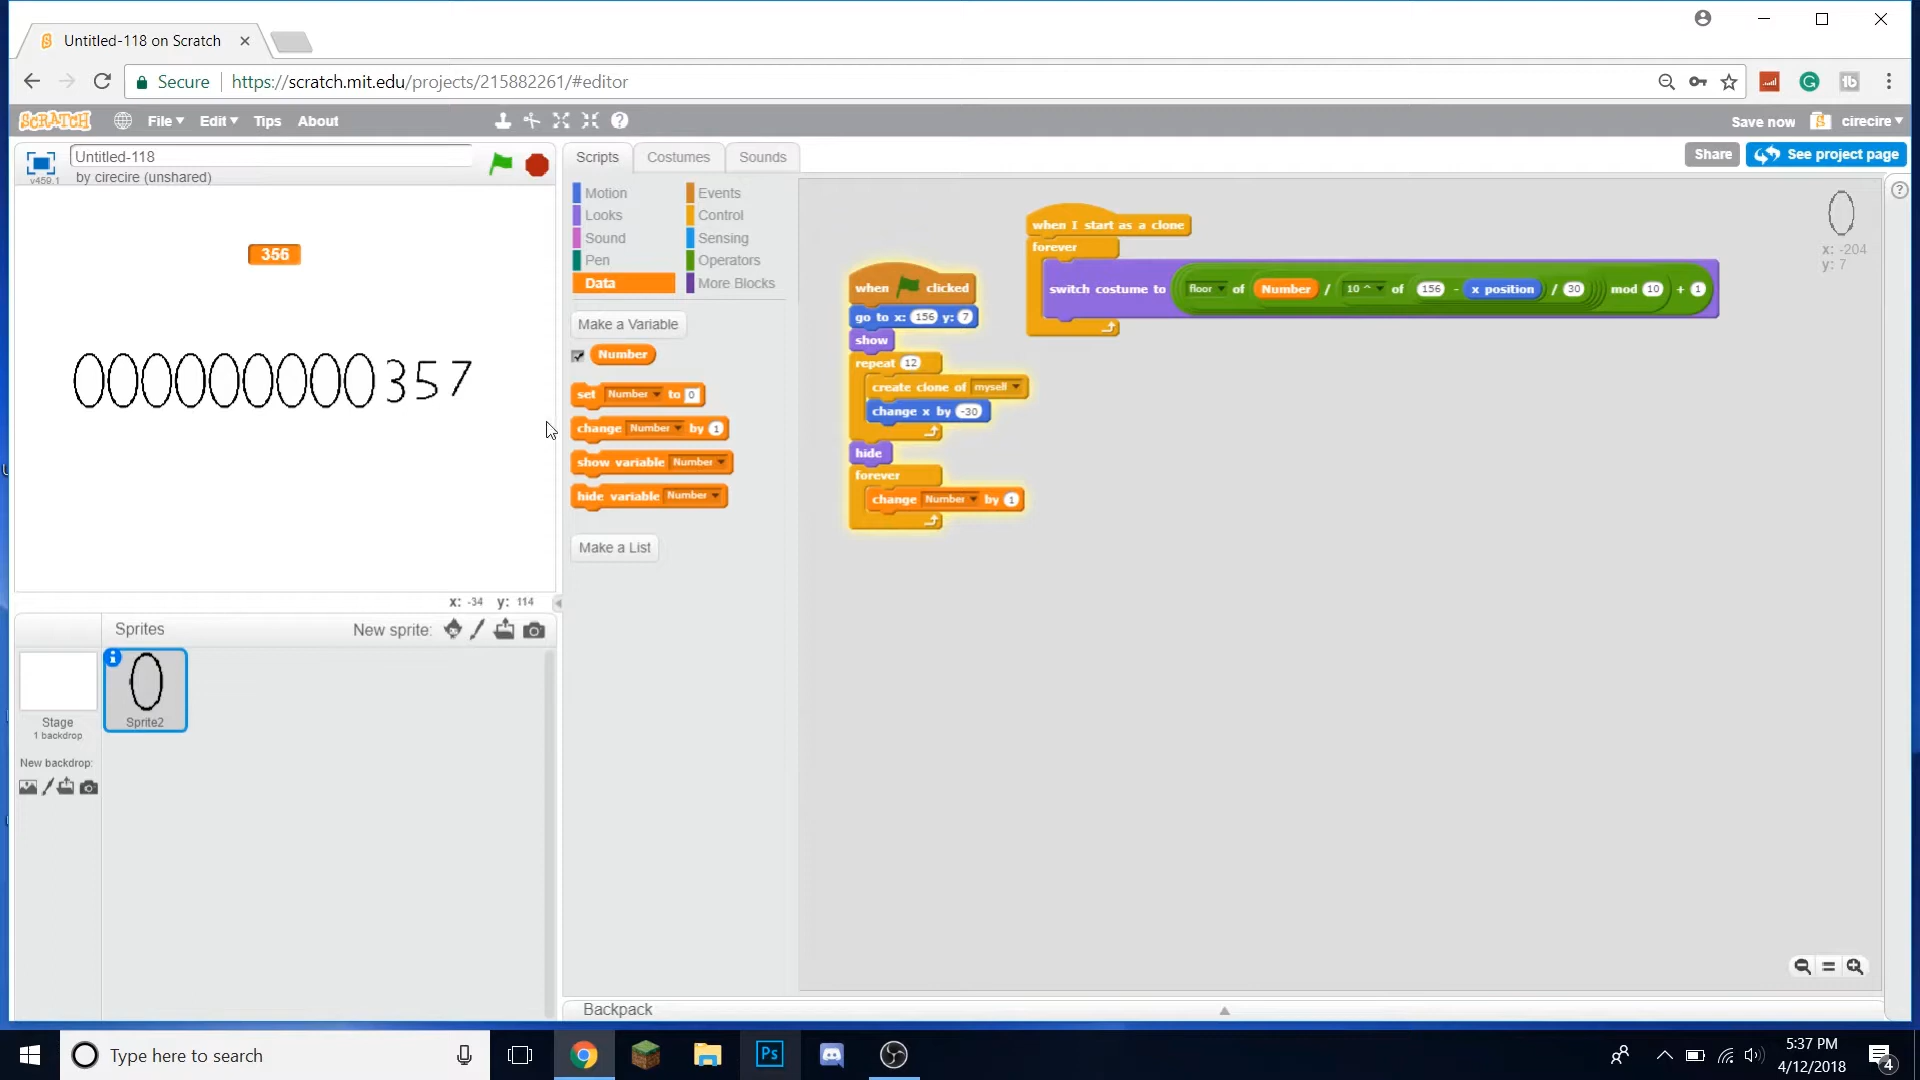 Untitled-118 on Scratch
Secure https://scratch.mit.edu/projects/215882261/#editor
SCRATCH File Edit Tips About Save now cirecire
Untitled-118
by cirecire (unshared)
v459.1
Scripts Costumes Sounds
Share See project page
Motion Events
Looks Control
Sound Sensing
Pen Operators
Data More Blocks
Make a Variable
Number
set Number to 0
change Number by 1
show variable Number
hide variable Number
Make a List
356
000000000357
x: -34 y: 114
when clicked
go to x: 156 y: 7
show
repeat 12
create clone of myself
change x by -30
hide
forever
change Number by 1
when I start as a clone
forever
switch costume to floor of Number / 10 ^ of 156 - x position / 30 mod 10 + 1
x: -204
y: 7
Sprites New sprite:
Stage
1 backdrop
New backdrop:
Sprite2
Backpack
Type here to search
5:37 PM
4/12/2018
4